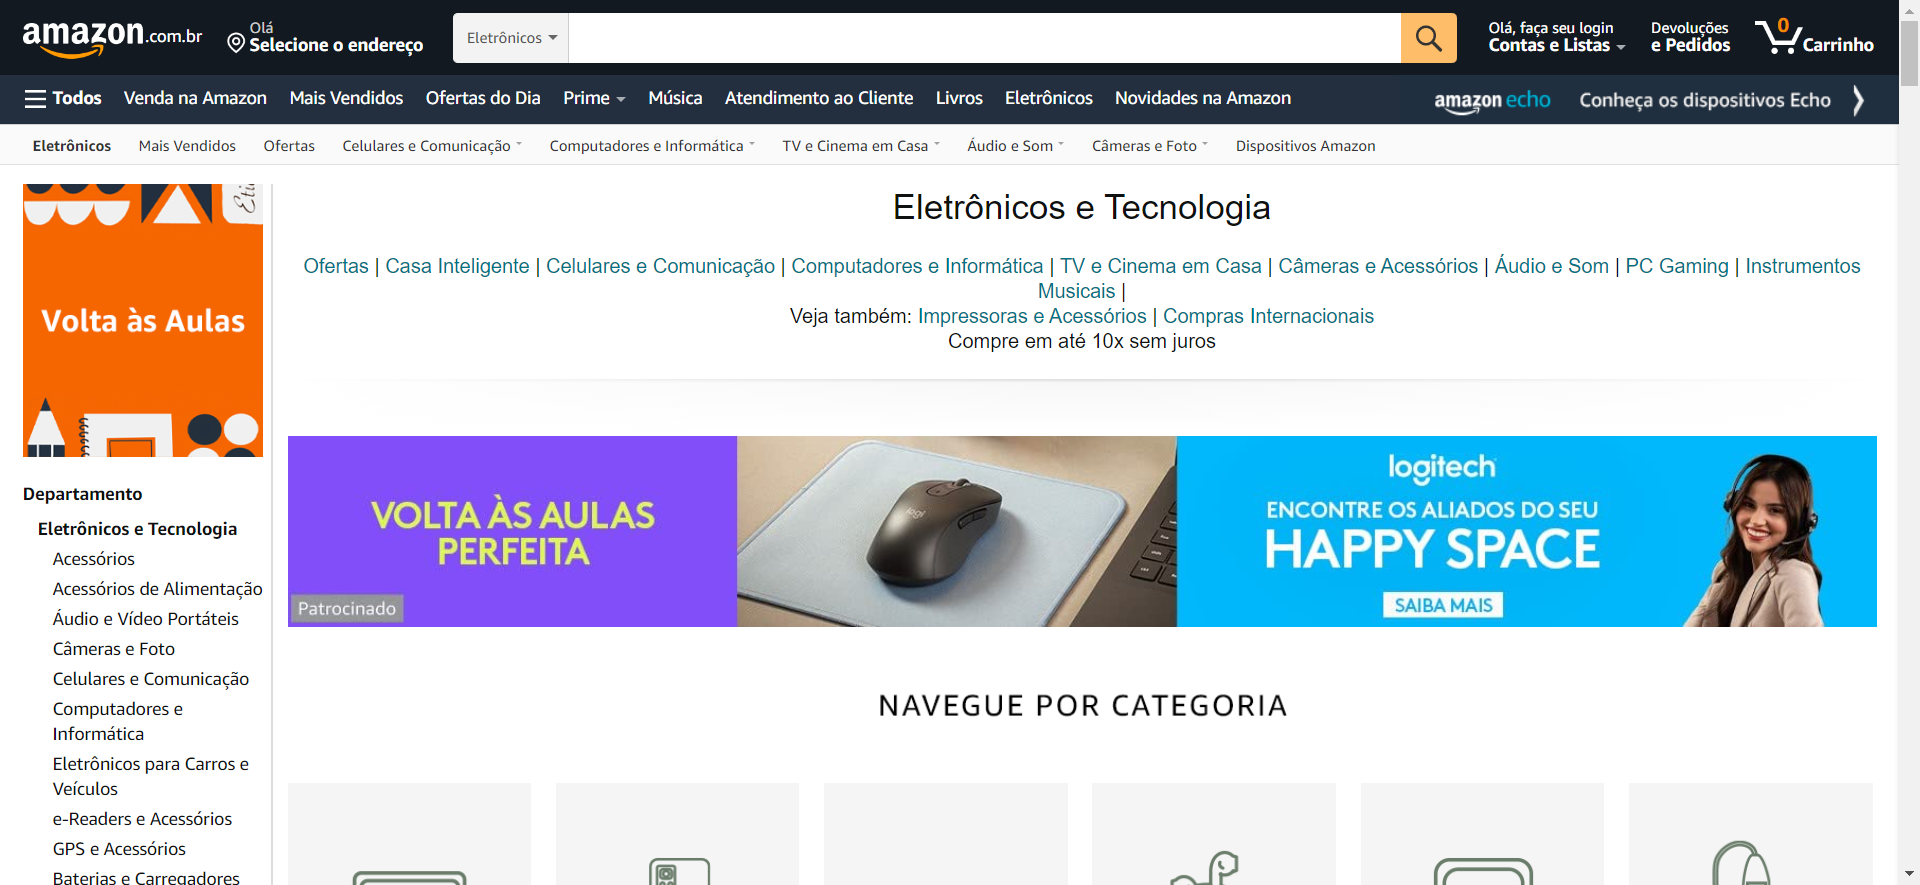 amazon.com.br
Olá
Selecione o endereço
Eletrônicos
Olá, faça seu login
Contas e Listas
Devoluções
e Pedidos
0
Carrinho
Todos
Venda na Amazon
Mais Vendidos
Ofertas do Dia
Prime
Música
Atendimento ao Cliente
Livros
Eletrônicos
Novidades na Amazon
amazon echo
Conheça os dispositivos Echo
Eletrônicos
Mais Vendidos
Ofertas
Celulares e Comunicação
Computadores e Informática
TV e Cinema em Casa
Áudio e Som
Câmeras e Foto
Dispositivos Amazon
Volta às Aulas
Departamento
Eletrônicos e Tecnologia
Acessórios
Acessórios de Alimentação
Áudio e Vídeo Portáteis
Câmeras e Foto
Celulares e Comunicação
Computadores e
Informática
Eletrônicos para Carros e
Veículos
e-Readers e Acessórios
GPS e Acessórios
Baterias e Carregadores
Eletrônicos e Tecnologia
Ofertas | Casa Inteligente | Celulares e Comunicação | Computadores e Informática | TV e Cinema em Casa | Câmeras e Acessórios | Áudio e Som | PC Gaming | Instrumentos
Musicais |
Veja também: Impressoras e Acessórios | Compras Internacionais
Compre em até 10x sem juros
VOLTA ÀS AULAS
PERFEITA
Patrocinado
logi
logitech
ENCONTRE OS ALIADOS DO SEU
HAPPY SPACE
SAIBA MAIS
NAVEGUE POR CATEGORIA